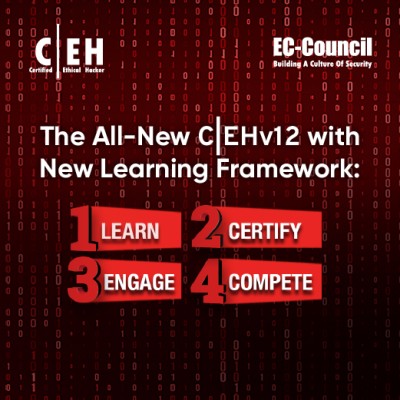 C|EH
Certified Ethical Hacker
EC-Council
Building A Culture Of Security
The All-New C|EHv12 with
New Learning Framework:
1 LEARN
2 CERTIFY
3 ENGAGE
4 COMPETE